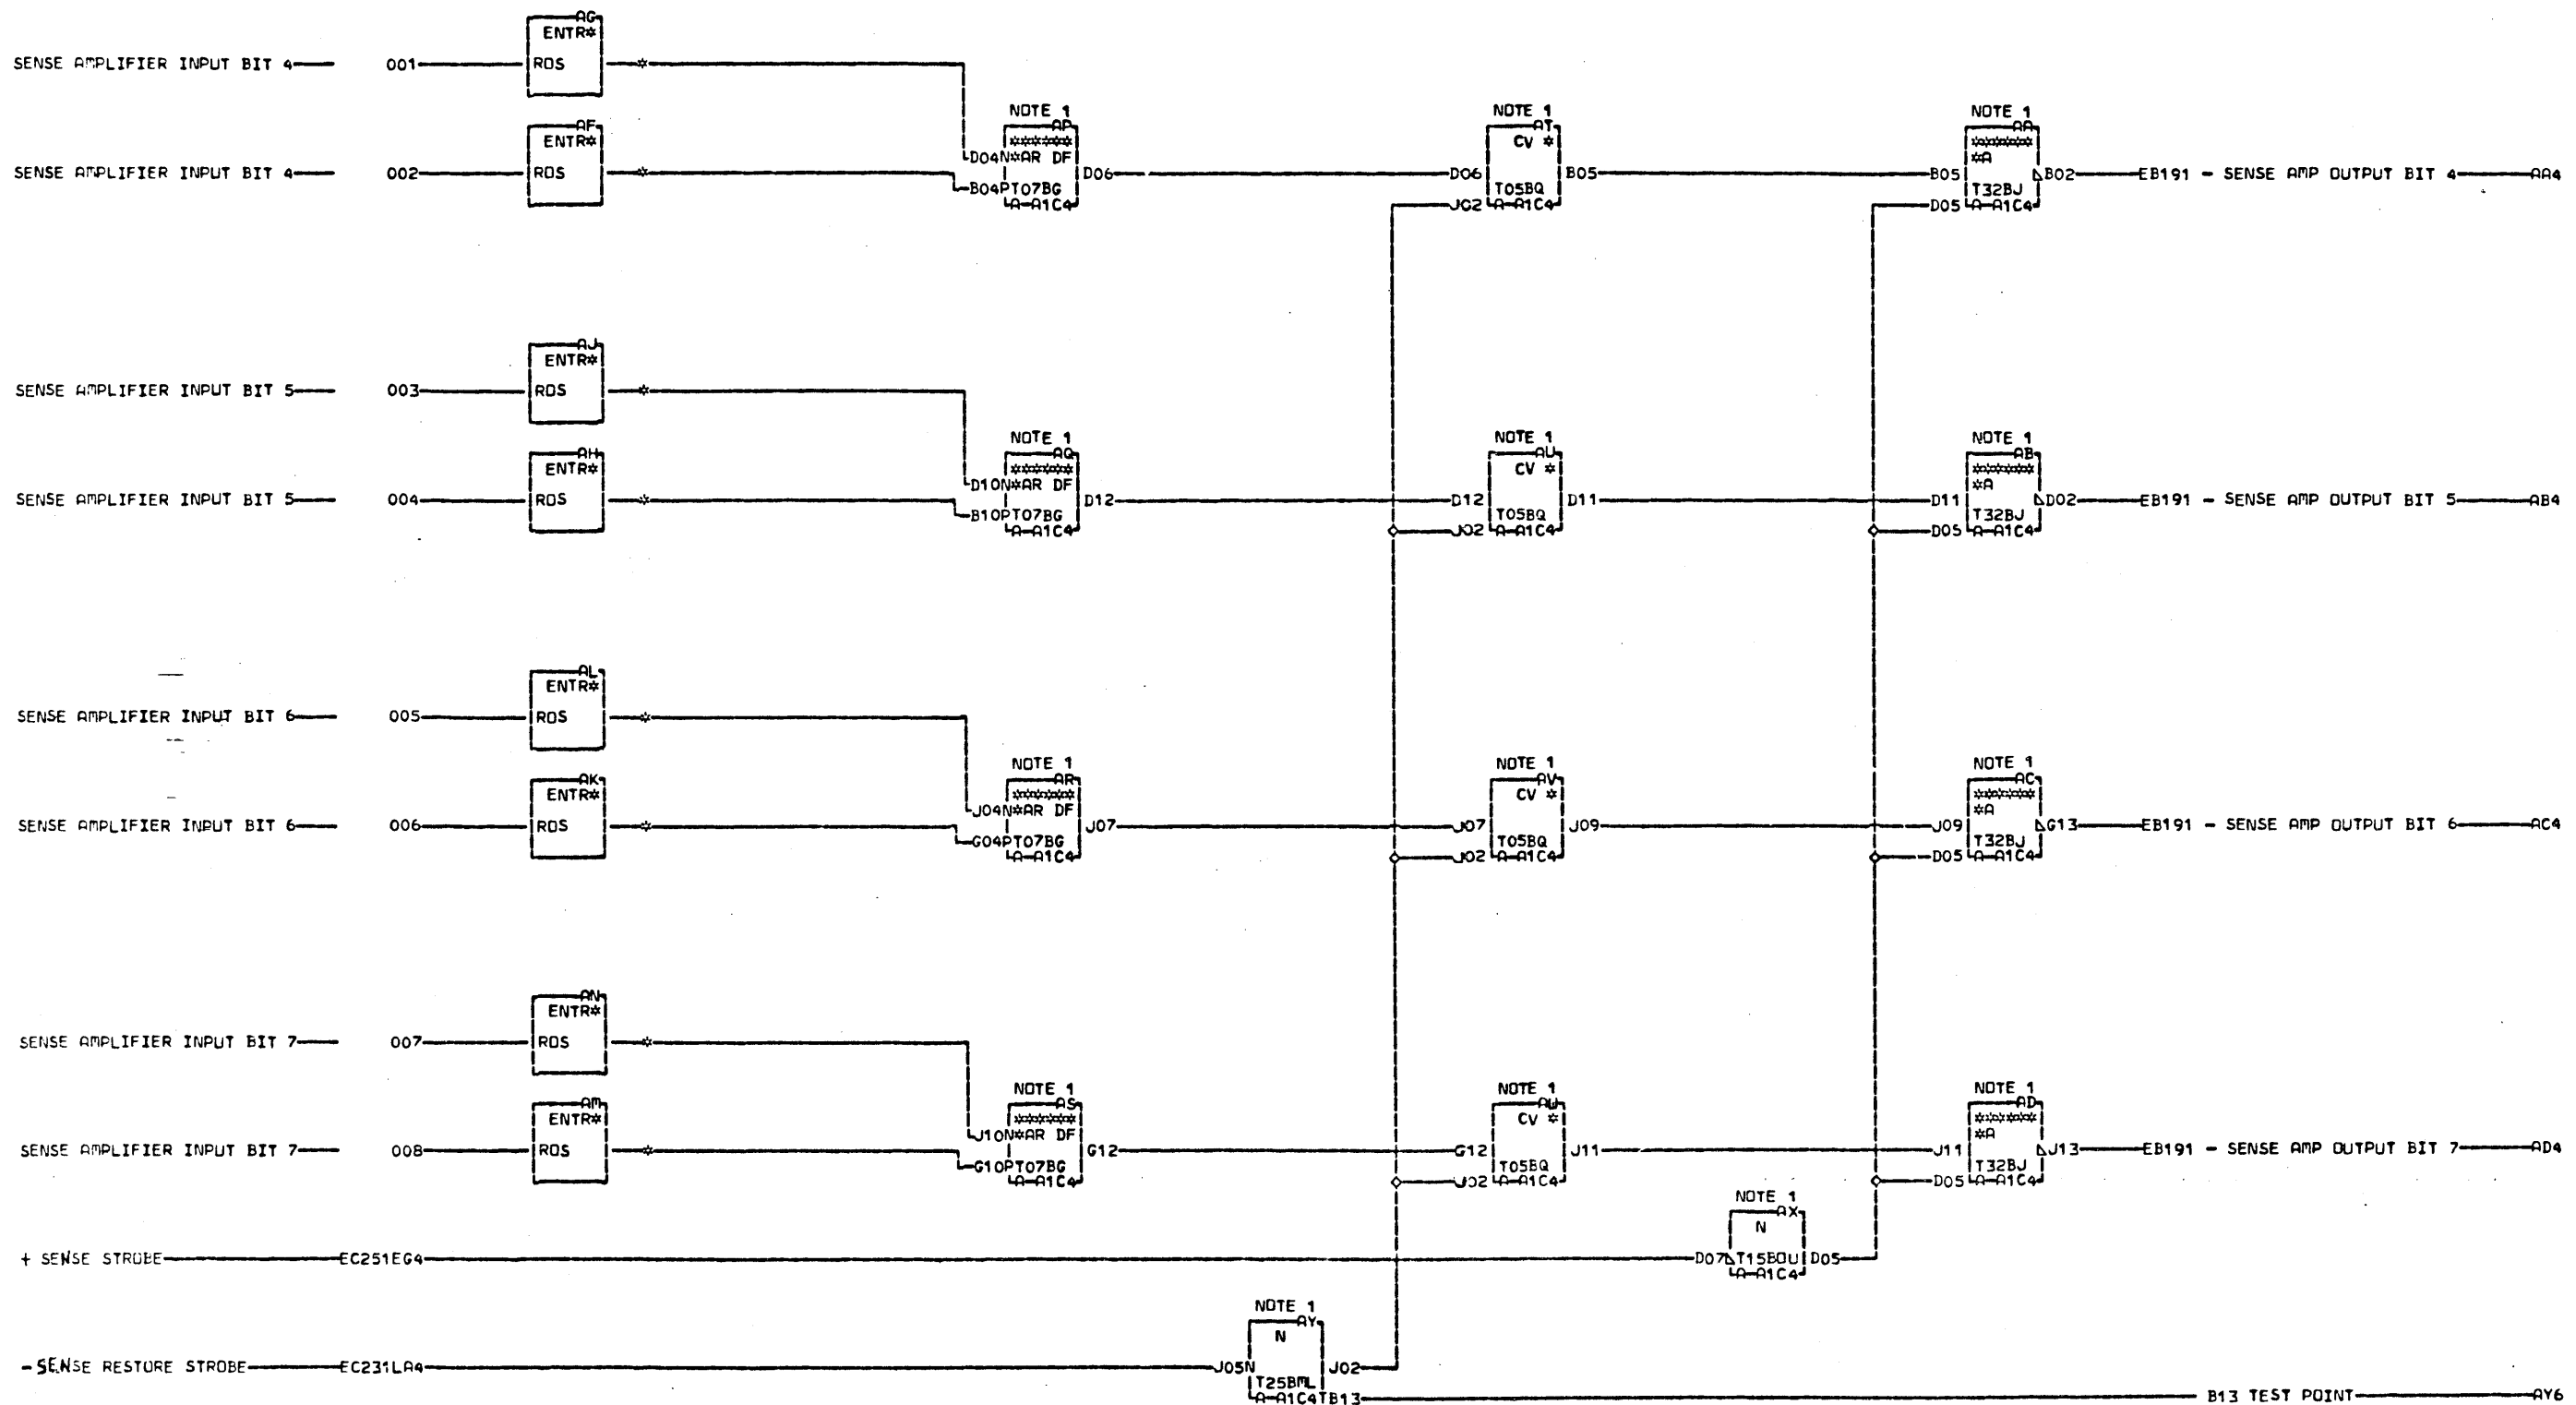 AG
ENTR*
SENSE AMPLIFIER INPUT BIT 4 001 ROS *
AF
ENTR*
SENSE AMPLIFIER INPUT BIT 4 002 ROS *
NOTE 1 NOTE 1 NOTE 1
AP AT AA
****** CV * ******
D04N*AR DF *A
D06 D06 B05 B05 B02 EB191 - SENSE AMP OUTPUT BIT 4 AA4
B04PT07BG T05BQ T32BJ
A-A1C4 J02 A-A1C4 D05 A-A1C4
AJ
ENTR*
SENSE AMPLIFIER INPUT BIT 5 003 ROS *
AH
ENTR*
SENSE AMPLIFIER INPUT BIT 5 004 ROS *
NOTE 1 NOTE 1 NOTE 1
AQ AU AB
****** CV * ******
D10N*AR DF *A
D12 D12 D11 D11 D02 EB191 - SENSE AMP OUTPUT BIT 5 AB4
B10PT07BG T05BQ T32BJ
A-A1C4 J02 A-A1C4 D05 A-A1C4
AL
ENTR*
SENSE AMPLIFIER INPUT BIT 6 005 ROS *
AK
ENTR*
SENSE AMPLIFIER INPUT BIT 6 006 ROS *
NOTE 1 NOTE 1 NOTE 1
AR AV AC
****** CV * ******
J04N*AR DF *A
J07 J07 J09 J09 G13 EB191 - SENSE AMP OUTPUT BIT 6 AC4
G04PT07BG T05BQ T32BJ
A-A1C4 J02 A-A1C4 D05 A-A1C4
AN
ENTR*
SENSE AMPLIFIER INPUT BIT 7 007 ROS *
AM
ENTR*
SENSE AMPLIFIER INPUT BIT 7 008 ROS *
NOTE 1 NOTE 1 NOTE 1
AS AW AD
****** CV * ******
J10N*AR DF *A
G12 G12 J11 J11 J13 EB191 - SENSE AMP OUTPUT BIT 7 AD4
G10PT07BG T05BQ T32BJ
A-A1C4 J02 A-A1C4 D05 A-A1C4
NOTE 1
AX
N
+ SENSE STROBE EC251EG4 D07 T15BOU D05
A-A1C4
NOTE 1
AY
N
- SENSE RESTORE STROBE EC231LA4 J05N J02
T25BML
A-A1C4TB13 B13 TEST POINT AY6